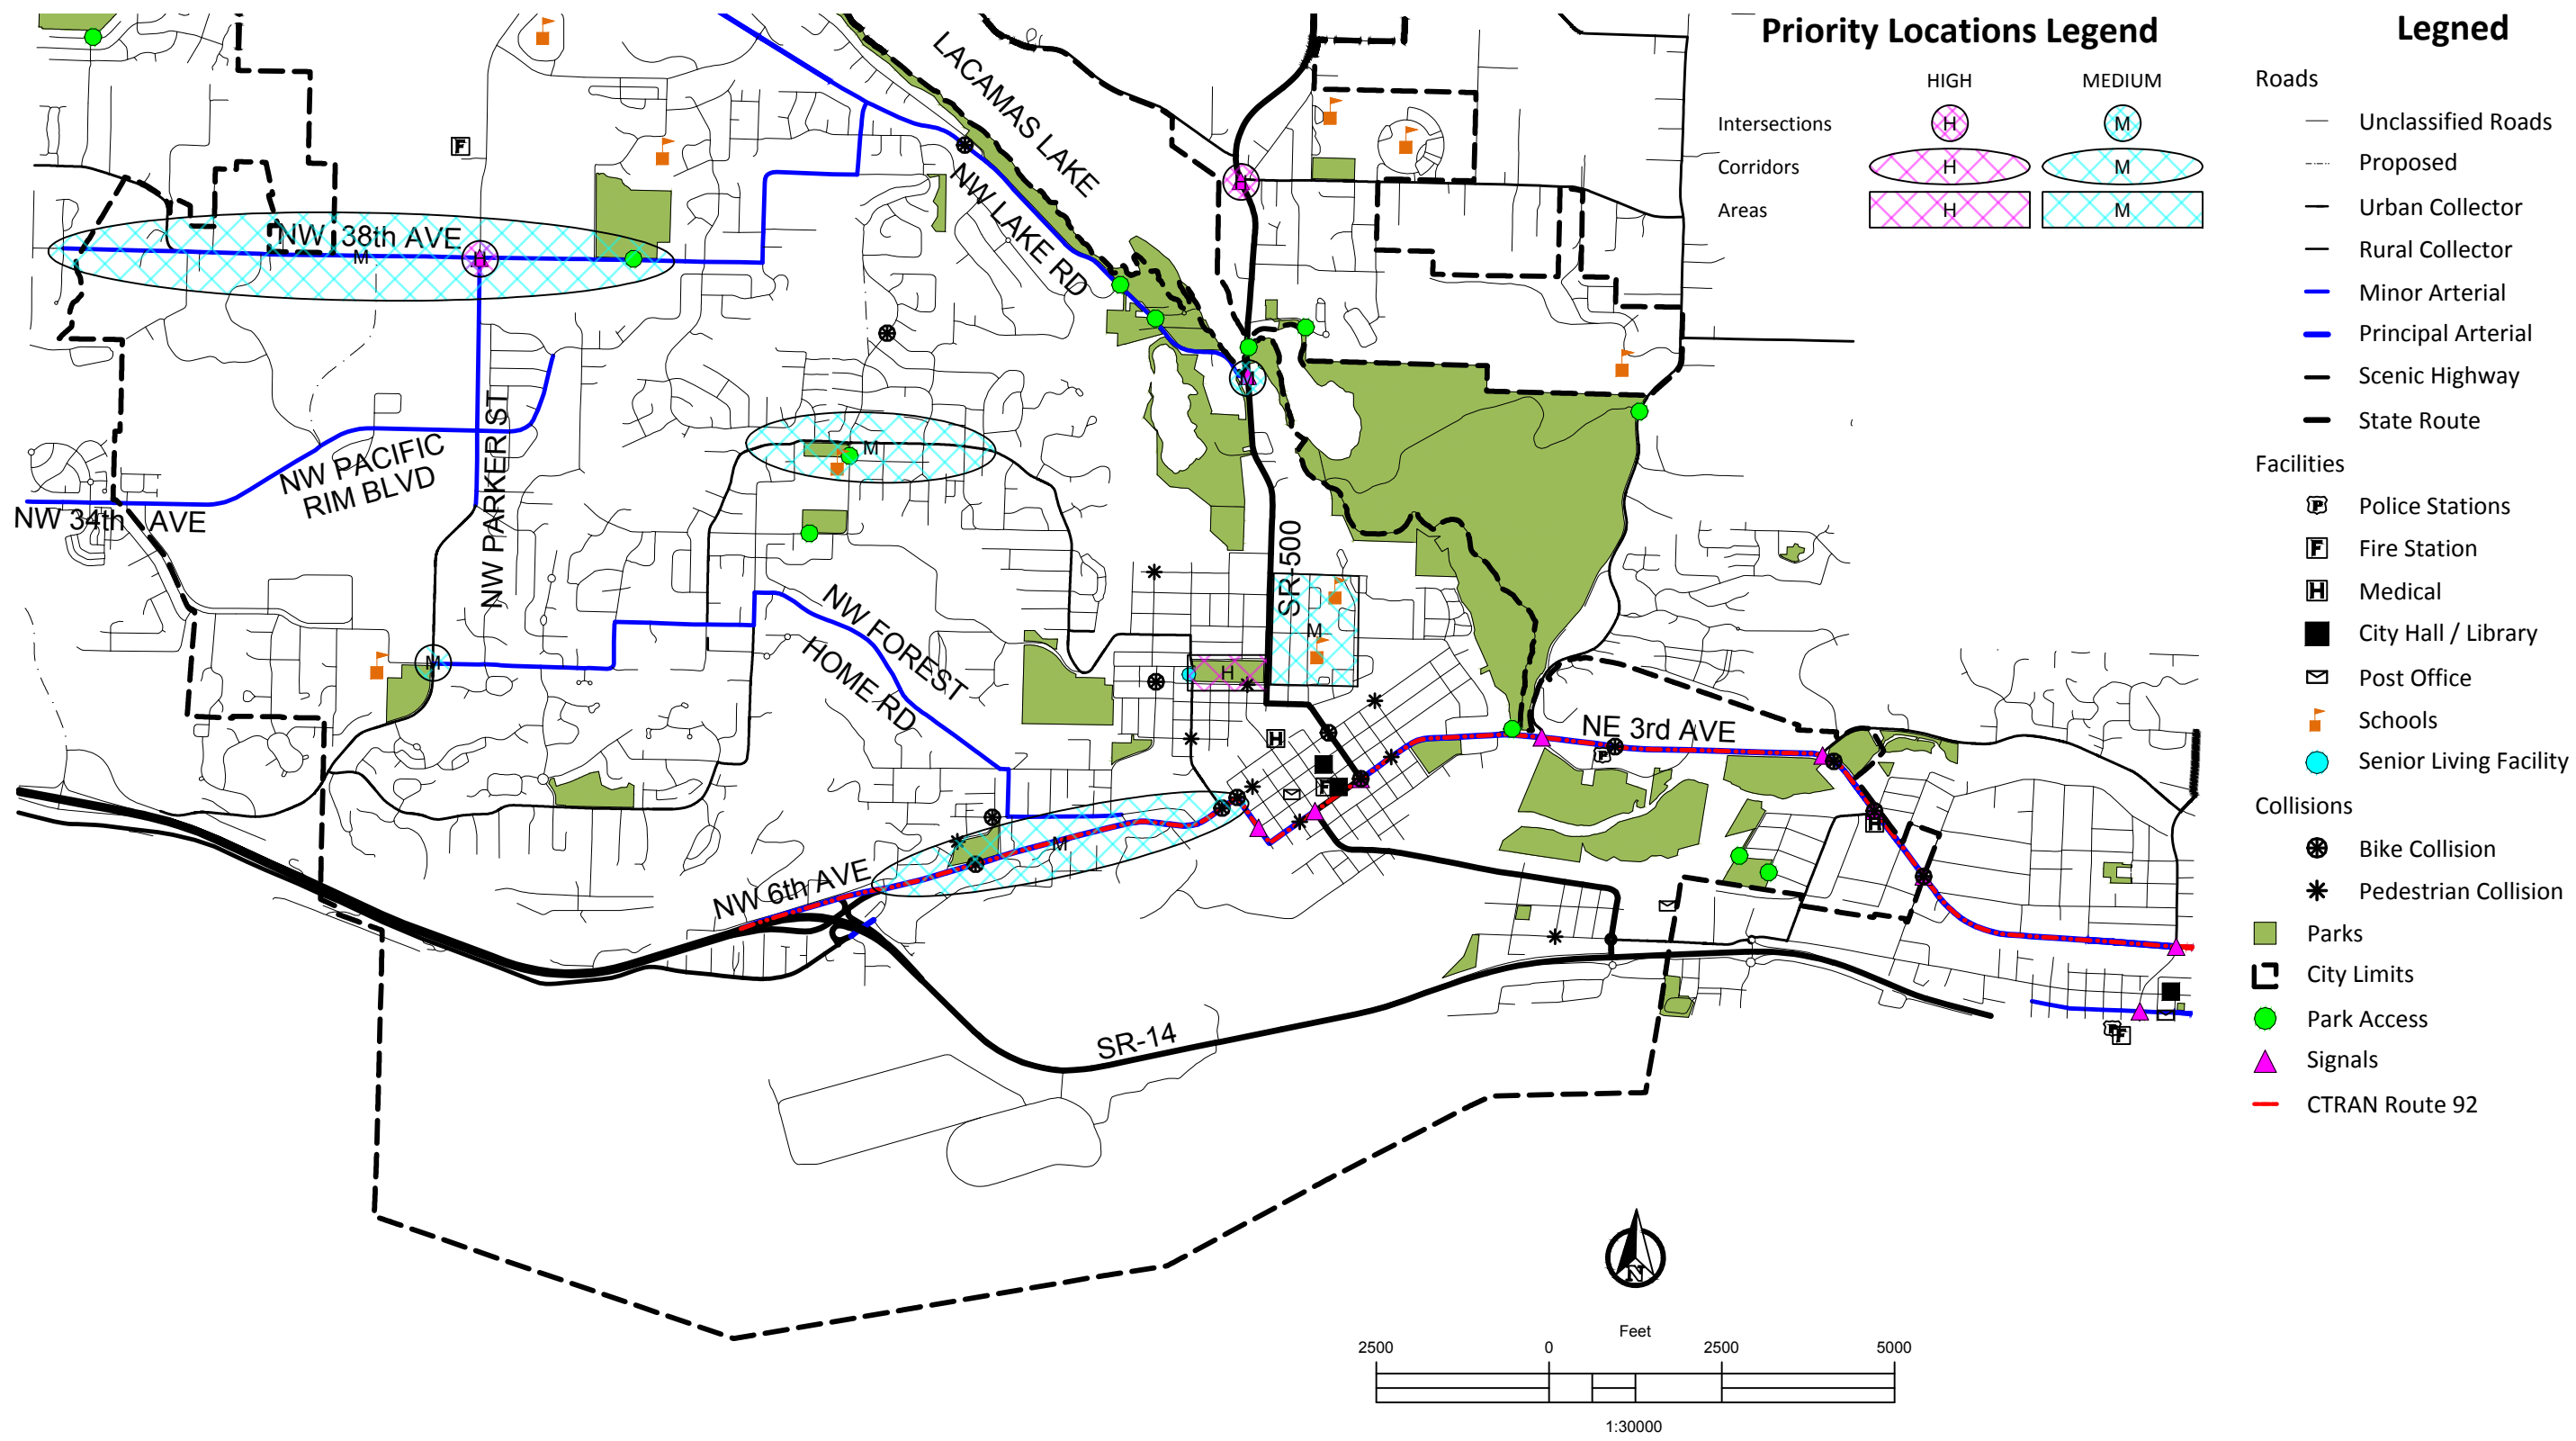 Priority Locations Legend
HIGH MEDIUM
Intersections H M
Corridors H M
Areas H M
Legned
Roads
Unclassified Roads
Proposed
Urban Collector
Rural Collector
Minor Arterial
Principal Arterial
Scenic Highway
State Route
Facilities
P Police Stations
F Fire Station
H Medical
City Hall / Library
Post Office
Schools
Senior Living Facility
Collisions
Bike Collision
Pedestrian Collision
Parks
City Limits
Park Access
Signals
CTRAN Route 92
LACAMAS LAKE
NW LAKE RD
F
H
NW 38th AVE
M
H
M
M
NW PARKER ST
NW PACIFIC
RIM BLVD
NW 34th AVE
SR-500
M
M
H
NW FOREST
HOME RD
NE 3rd AVE
P
H
F
H
M
NW 6th AVE
SR-14
P
F
N
Feet
2500 0 2500 5000
1:30000